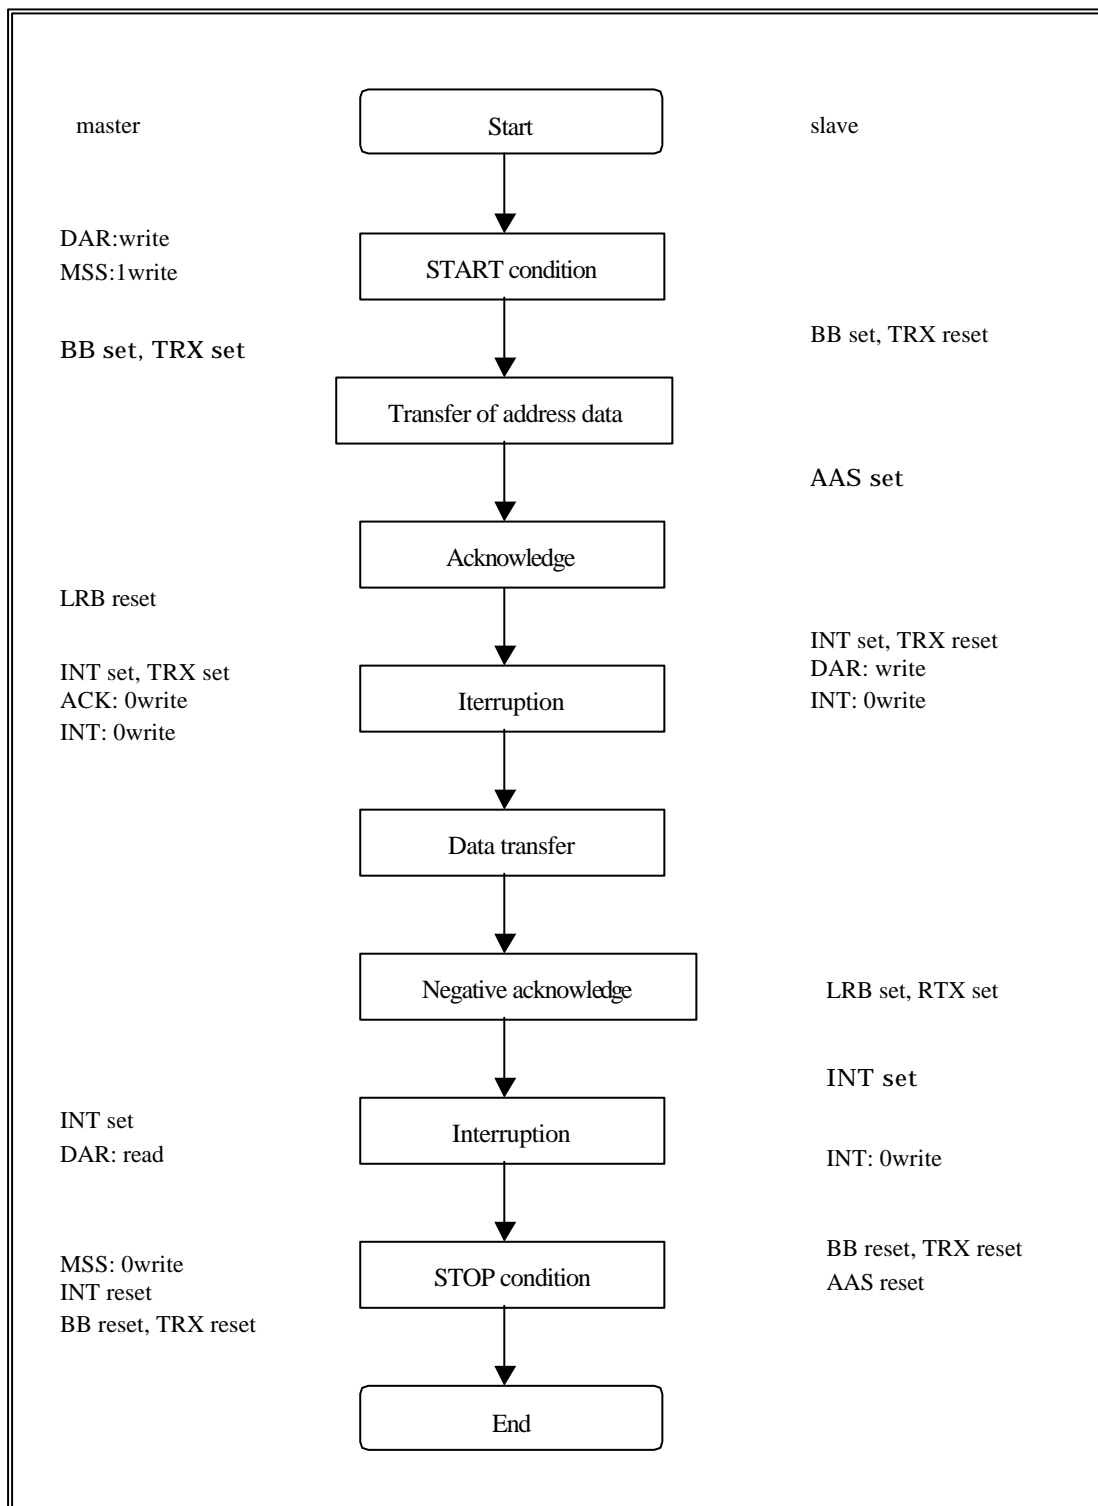 master
Start
slave
DAR:write
MSS:1write
START condition
BB set, TRX set
BB set, TRX reset
Transfer of address data
AAS set
Acknowledge
LRB reset
INT set, TRX set
ACK: 0write
INT: 0write
Iterruption
INT set, TRX reset
DAR: write
INT: 0write
Data transfer
Negative acknowledge
LRB set, RTX set
INT set
INT set
DAR: read
Interruption
INT: 0write
MSS: 0write
INT reset
BB reset, TRX reset
STOP condition
BB reset, TRX reset
AAS reset
End